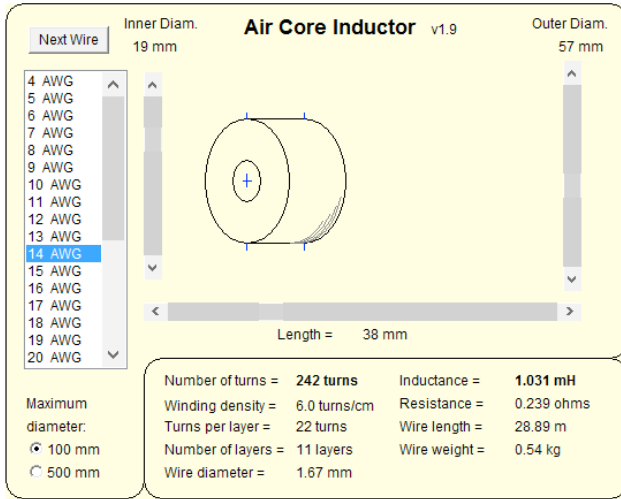 Next Wire
Inner Diam.
19 mm
Air Core Inductor v1.9
Outer Diam.
57 mm
4 AWG
5 AWG
6 AWG
7 AWG
8 AWG
9 AWG
10 AWG
11 AWG
12 AWG
13 AWG
14 AWG
15 AWG
16 AWG
17 AWG
18 AWG
19 AWG
20 AWG
Length = 38 mm
Maximum
diameter:
100 mm
500 mm
Number of turns = 242 turns
Winding density = 6.0 turns/cm
Turns per layer = 22 turns
Number of layers = 11 layers
Wire diameter = 1.67 mm
Inductance = 1.031 mH
Resistance = 0.239 ohms
Wire length = 28.89 m
Wire weight = 0.54 kg